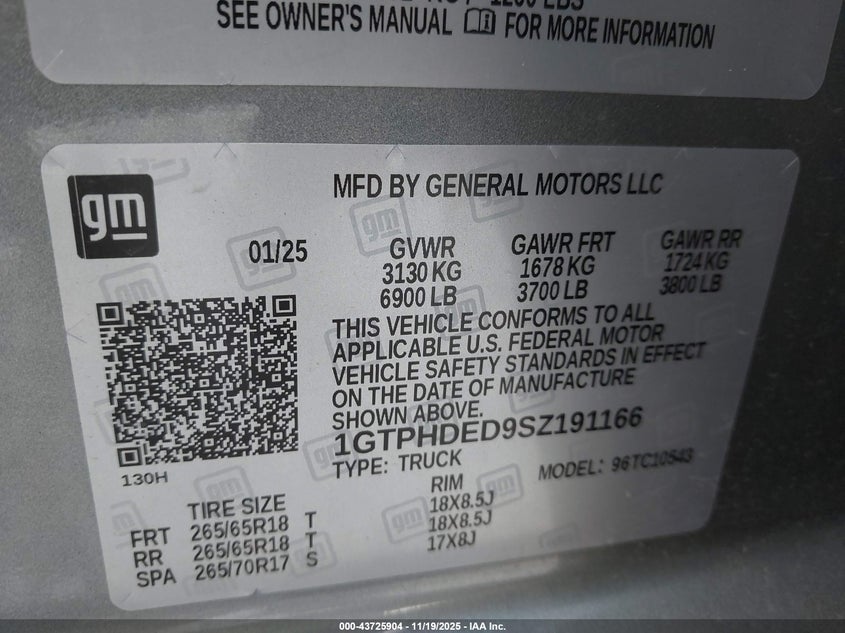 1200 LBS
SEE OWNER'S MANUAL FOR MORE INFORMATION
gm
MFD BY GENERAL MOTORS LLC
01/25 GVWR GAWR FRT GAWR RR
3130 KG 1678 KG 1724 KG
6900 LB 3700 LB 3800 LB
THIS VEHICLE CONFORMS TO ALL
APPLICABLE U.S. FEDERAL MOTOR
VEHICLE SAFETY STANDARDS IN EFFECT
ON THE DATE OF MANUFACTURE
SHOWN ABOVE.
1GTPHDED9SZ191166
130H
TYPE: TRUCK MODEL: 96TC10543
TIRE SIZE RIM
FRT 265/65R18 T 18X8.5J
RR 265/65R18 T 18X8.5J
SPA 265/70R17 S 17X8J
000-43725904 - 11/19/2025 - IAA Inc.